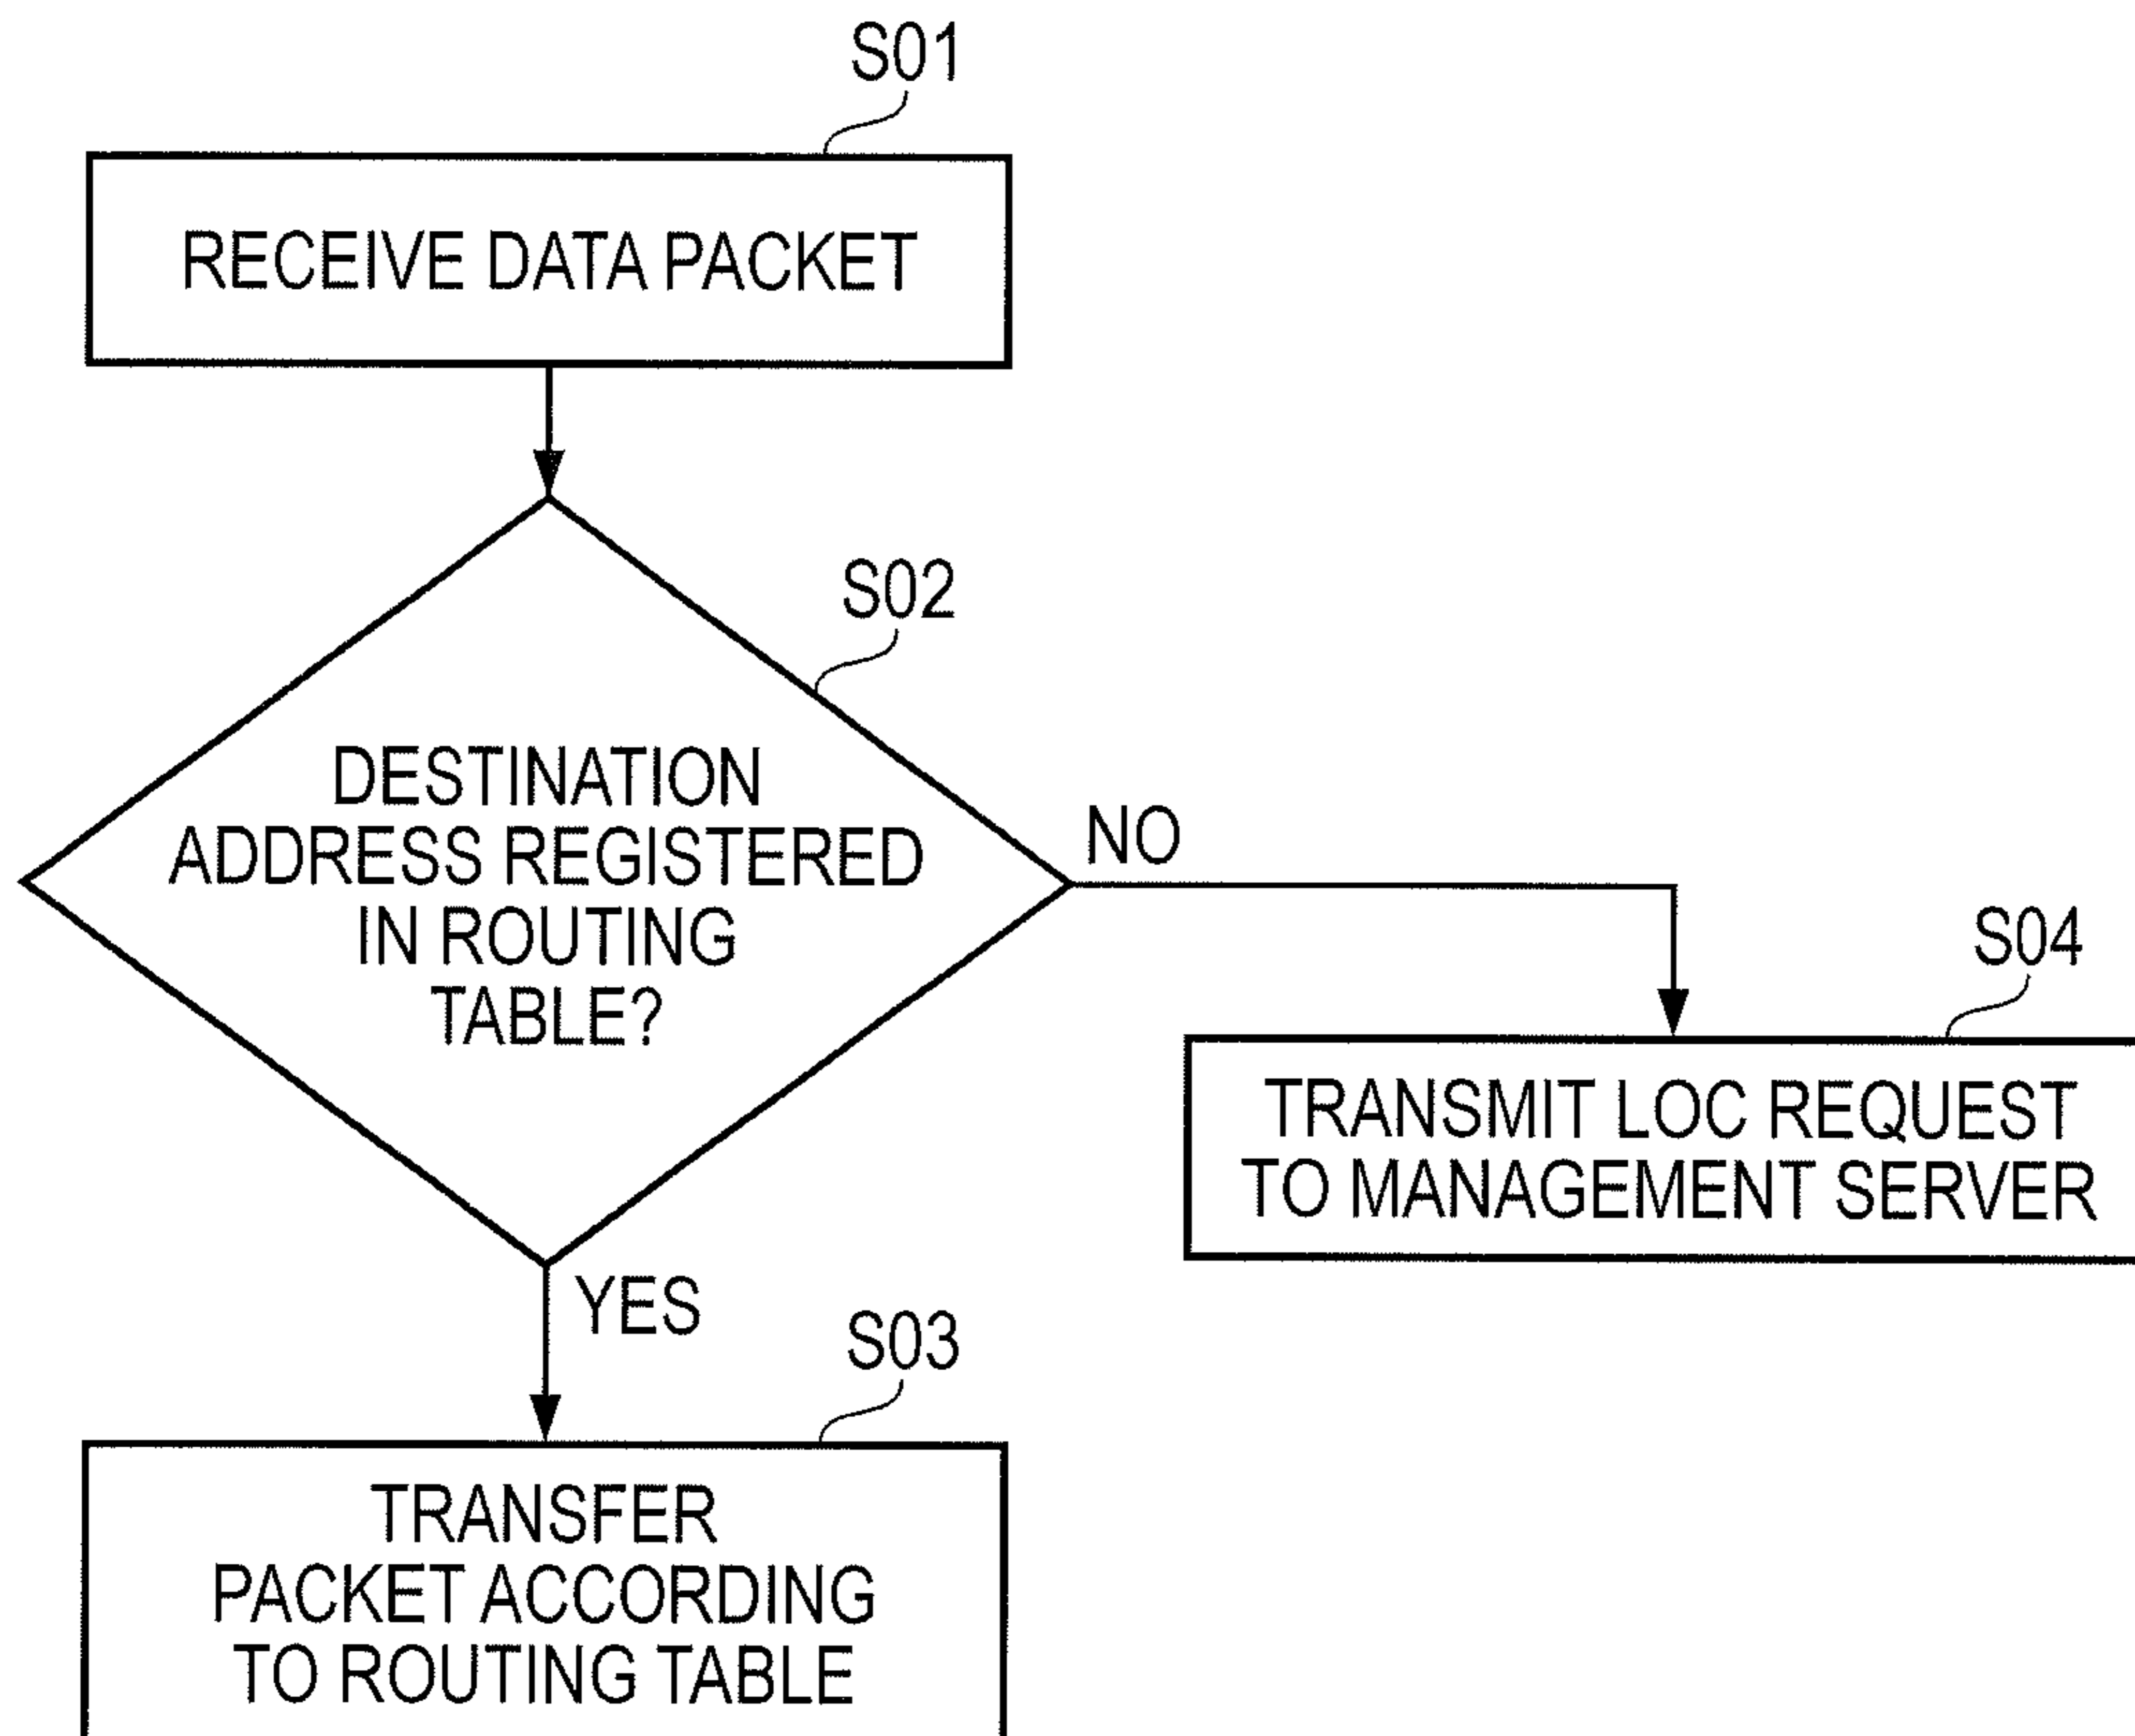 S01
RECEIVE DATA PACKET
S02
DESTINATION
ADDRESS REGISTERED
IN ROUTING
TABLE?
NO
S04
TRANSMIT LOC REQUEST
TO MANAGEMENT SERVER
YES
S03
TRANSFER
PACKET ACCORDING
TO ROUTING TABLE